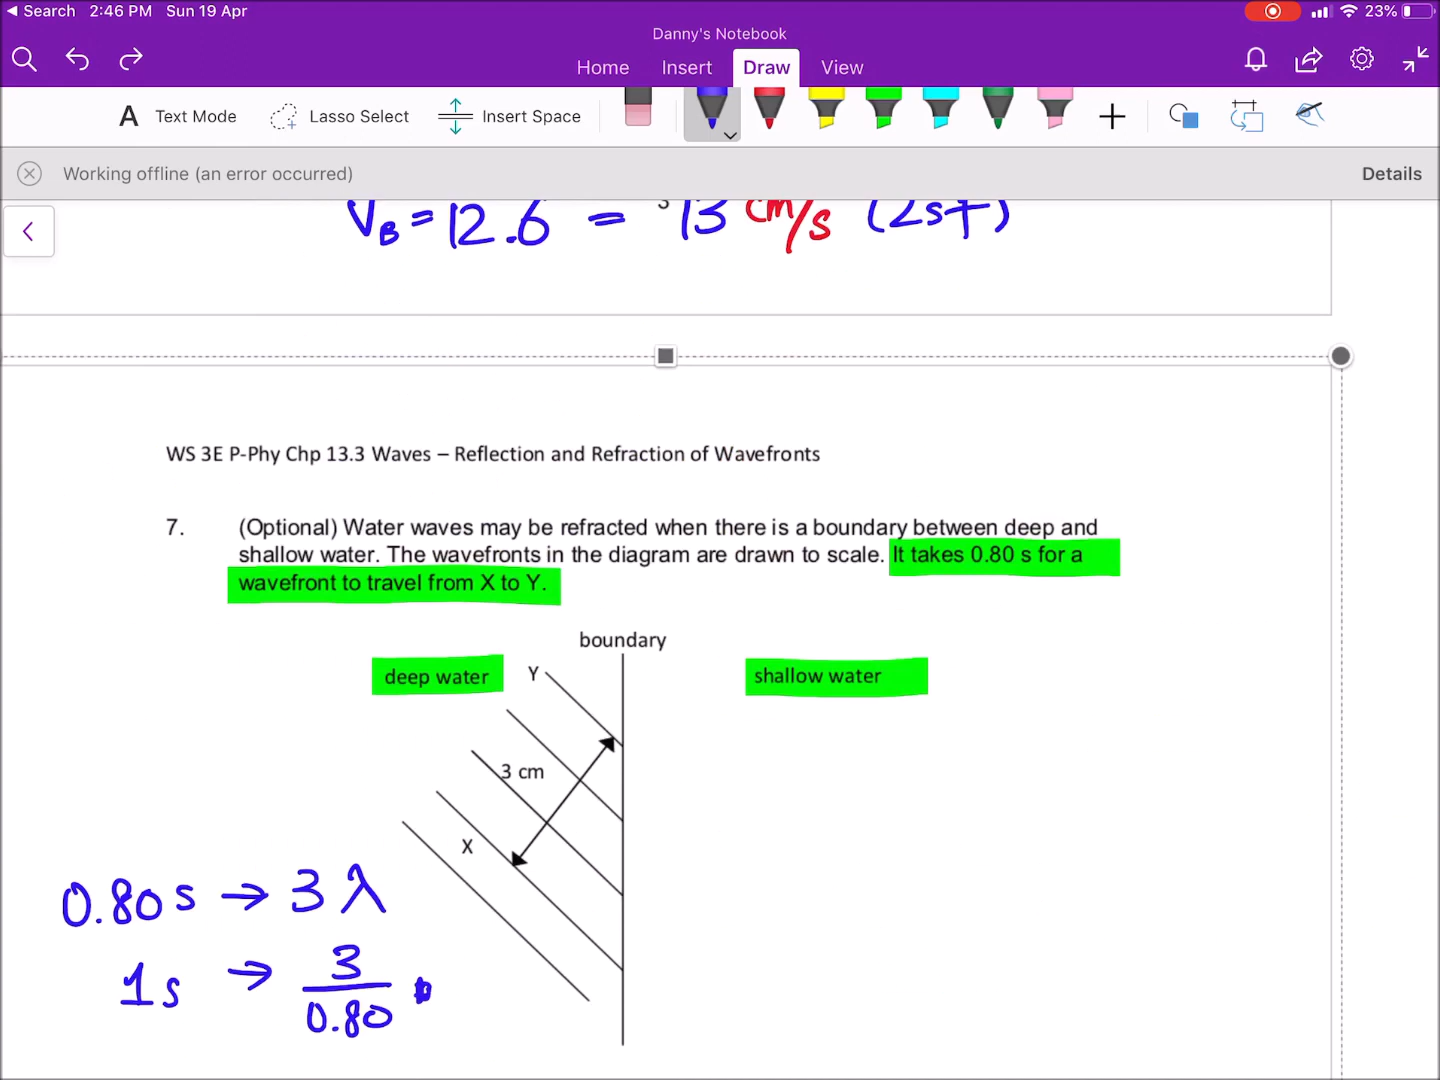 Search 2:46 PM Sun 19 Apr 23%
Danny's Notebook
Home Insert Draw View
A Text Mode Lasso Select Insert Space
Working offline (an error occurred) Details
V_B = 12.6 = 13 cm/s (2sf)
3
WS 3E P-Phy Chp 13.3 Waves – Reflection and Refraction of Wavefronts
7. (Optional) Water waves may be refracted when there is a boundary between deep and
shallow water. The wavefronts in the diagram are drawn to scale. It takes 0.80 s for a
wavefront to travel from X to Y.
boundary
deep water Y shallow water
3 cm
X
0.80s → 3 λ
1s → 3/0.80